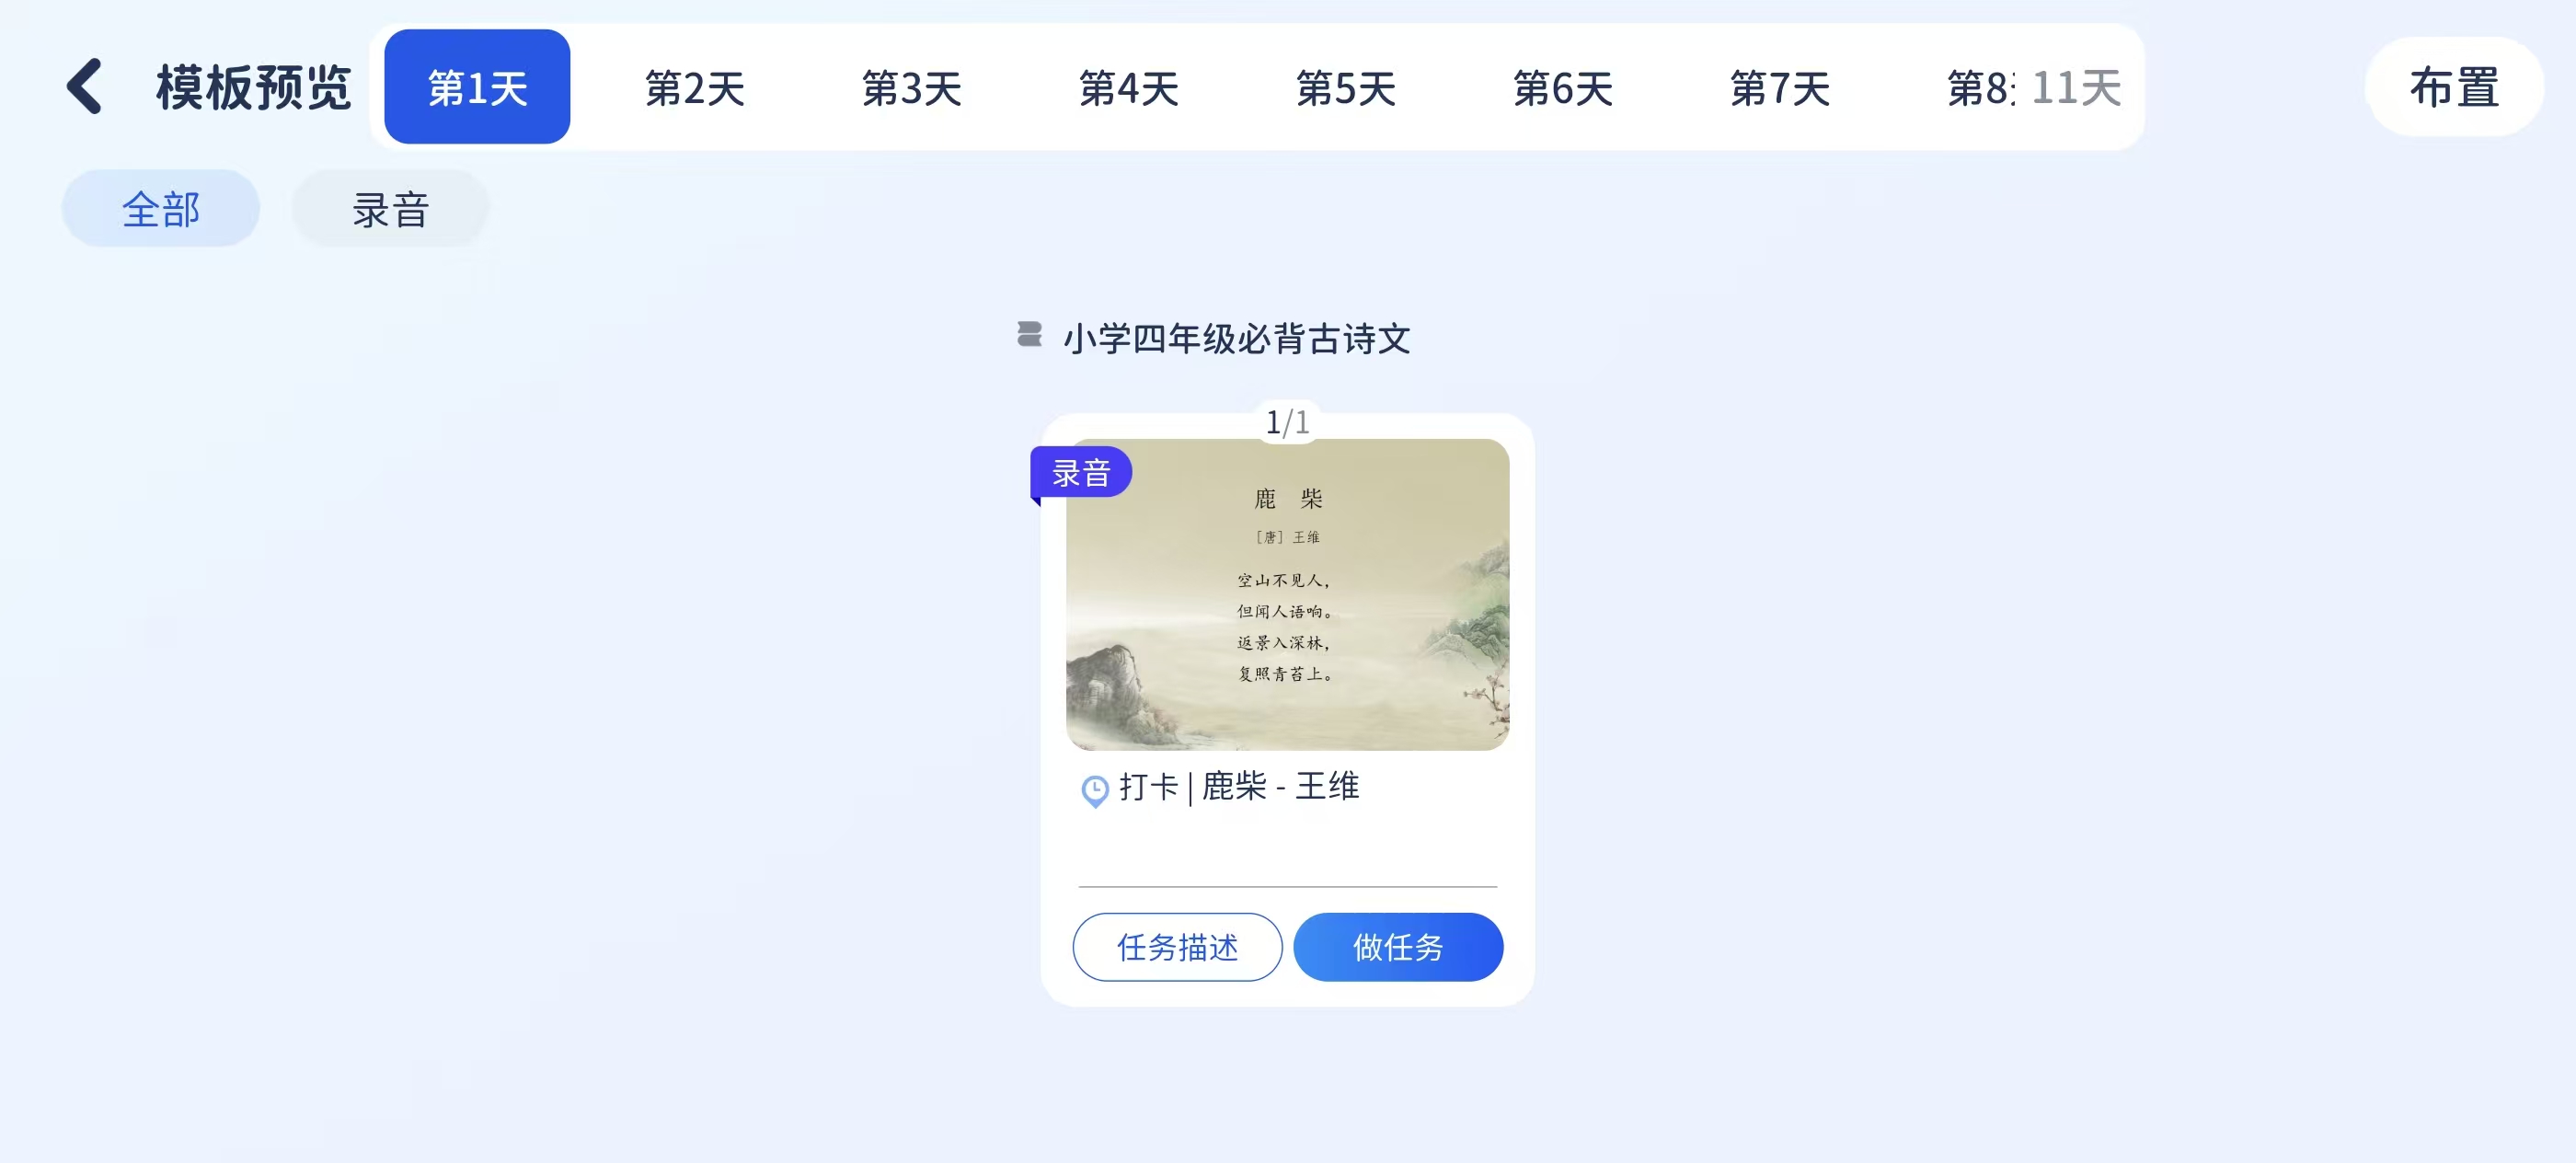 模板预览
第1天 第2天 第3天 第4天 第5天 第6天 第7天 第8 11天
布置
全部 录音
小学四年级必背古诗文
1/1
录音
鹿 柴
［唐］王维
空山不见人，
但闻人语响。
返景入深林，
复照青苔上。
打卡 | 鹿柴 - 王维
任务描述 做任务